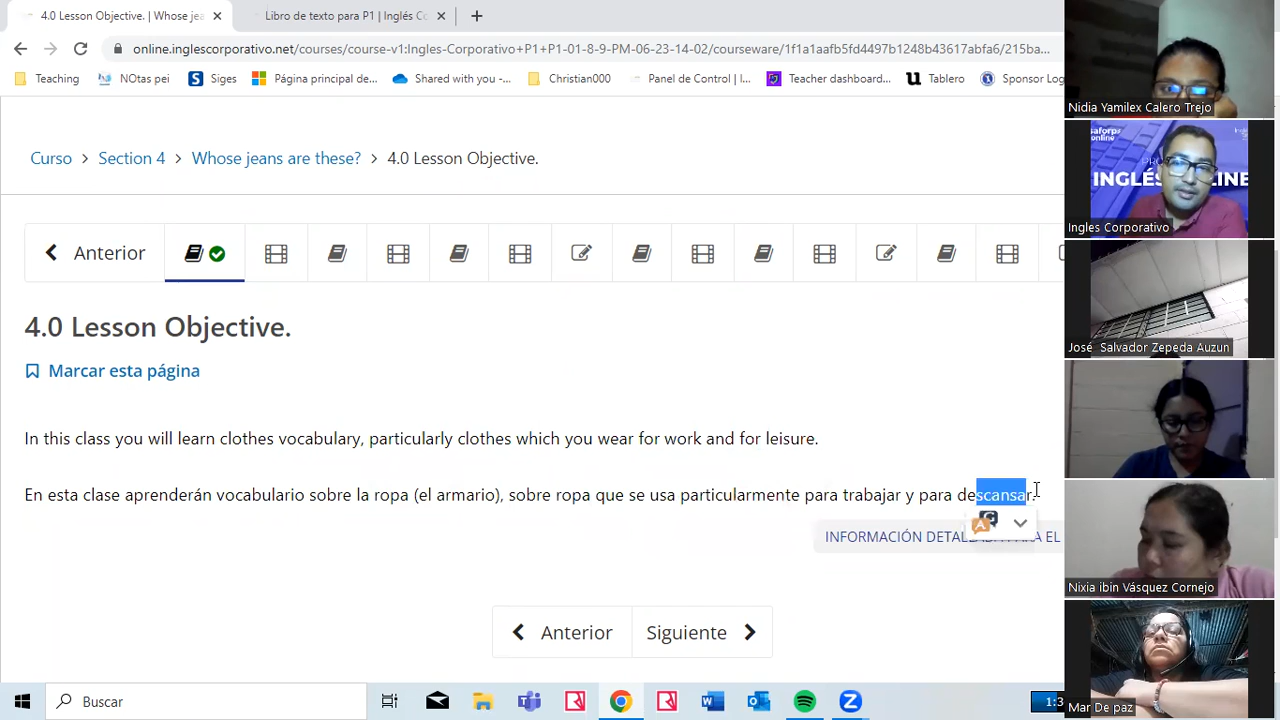 4.0 Lesson Objective. | Whose jea
Libro de texto para P1 | Inglés Co
online.inglescorporativo.net/courses/course-v1:Ingles-Corporativo+P1+P1-01-8-9-PM-06-23-14-02/courseware/1f1a1aafb5fd4497b1248b43617abfa6/215ba...
Teaching
NOtas pei
Siges
Página principal de...
Shared with you -...
Christian000
Panel de Control | I...
Teacher dashboard...
Tablero
Sponsor Log
Curso > Section 4 > Whose jeans are these? > 4.0 Lesson Objective.
Anterior
4.0 Lesson Objective.
Marcar esta página
In this class you will learn clothes vocabulary, particularly clothes which you wear for work and for leisure.
En esta clase aprenderán vocabulario sobre la ropa (el armario), sobre ropa que se usa particularmente para trabajar y para descansar.
INFORMACIÓN
Anterior
Siguiente
Buscar
Nidia Yamilex Calero Trejo
INGLÉS
Ingles Corporativo
José Salvador Zepeda Auzun
Nixia ibin Vásquez Cornejo
Mar De paz